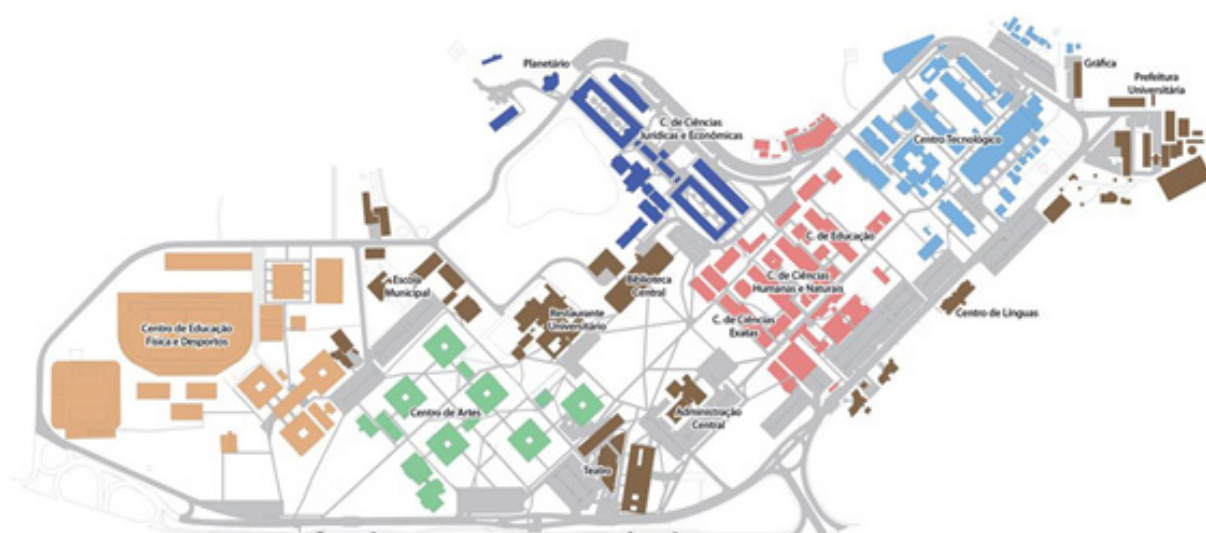 Planetário
Gráfica
Prefeitura
Universitária
C. de Ciências
Jurídicas e Econômicas
Centro Tecnológico
C. de Educação
Escola
Municipal
Biblioteca
Central
C. de Ciências
Humanas e Naturais
Restaurante
Universitário
Centro de Línguas
C. de Ciências
Exatas
Centro de Educação
Física e Desportos
Centro de Artes
Administração
Central
Teatro